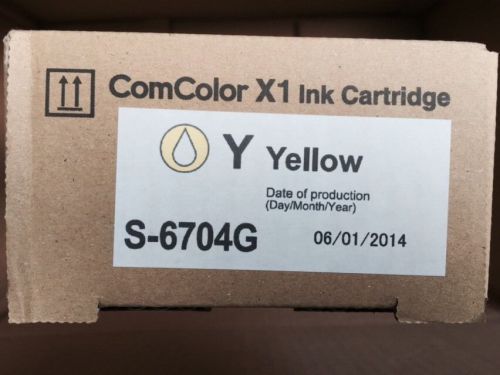 ComColor X1 Ink Cartridge
Y Yellow
Date of production
(Day/Month/Year)
S-6704G 06/01/2014